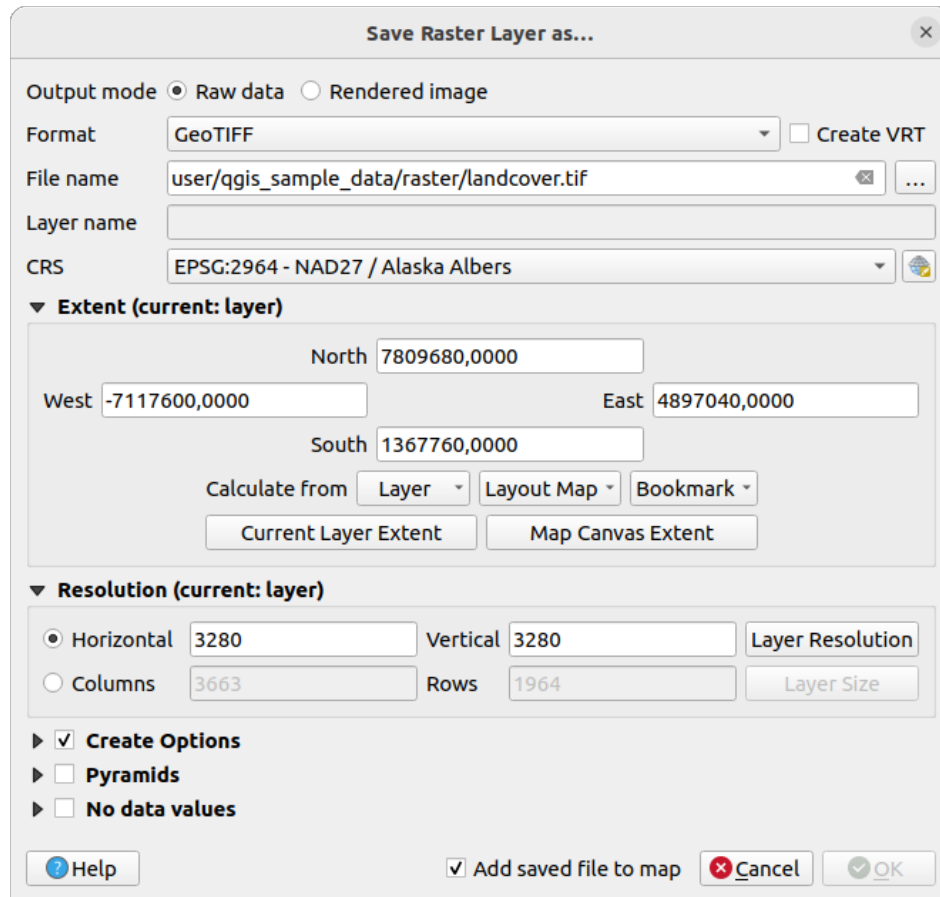 Save Raster Layer as…
Output mode Raw data Rendered image
Format GeoTIFF Create VRT
File name user/qgis_sample_data/raster/landcover.tif …
Layer name
CRS EPSG:2964 - NAD27 / Alaska Albers
Extent (current: layer)
North 7809680,0000
West -7117600,0000 East 4897040,0000
South 1367760,0000
Calculate from Layer Layout Map Bookmark
Current Layer Extent Map Canvas Extent
Resolution (current: layer)
Horizontal 3280 Vertical 3280 Layer Resolution
Columns 3663 Rows 1964 Layer Size
Create Options
Pyramids
No data values
Help Add saved file to map Cancel OK